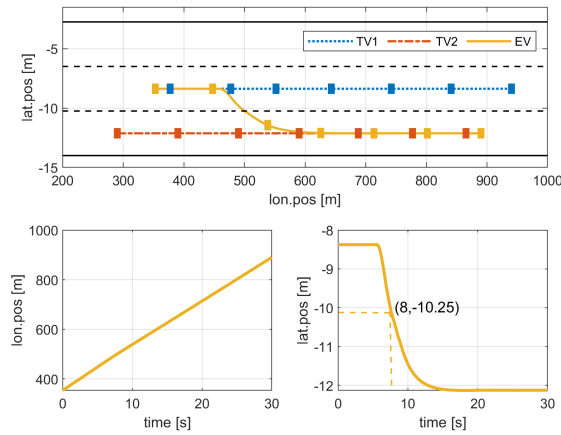 TV1 TV2 EV
-5
-10
-15
lat.pos [m]
200 300 400 500 600 700 800 900 1000
lon.pos [m]
1000
800
600
400
lon.pos [m]
0 10 20 30
time [s]
-8
-9
-10
-11
-12
lat.pos [m]
(8,-10.25)
0 10 20 30
time [s]